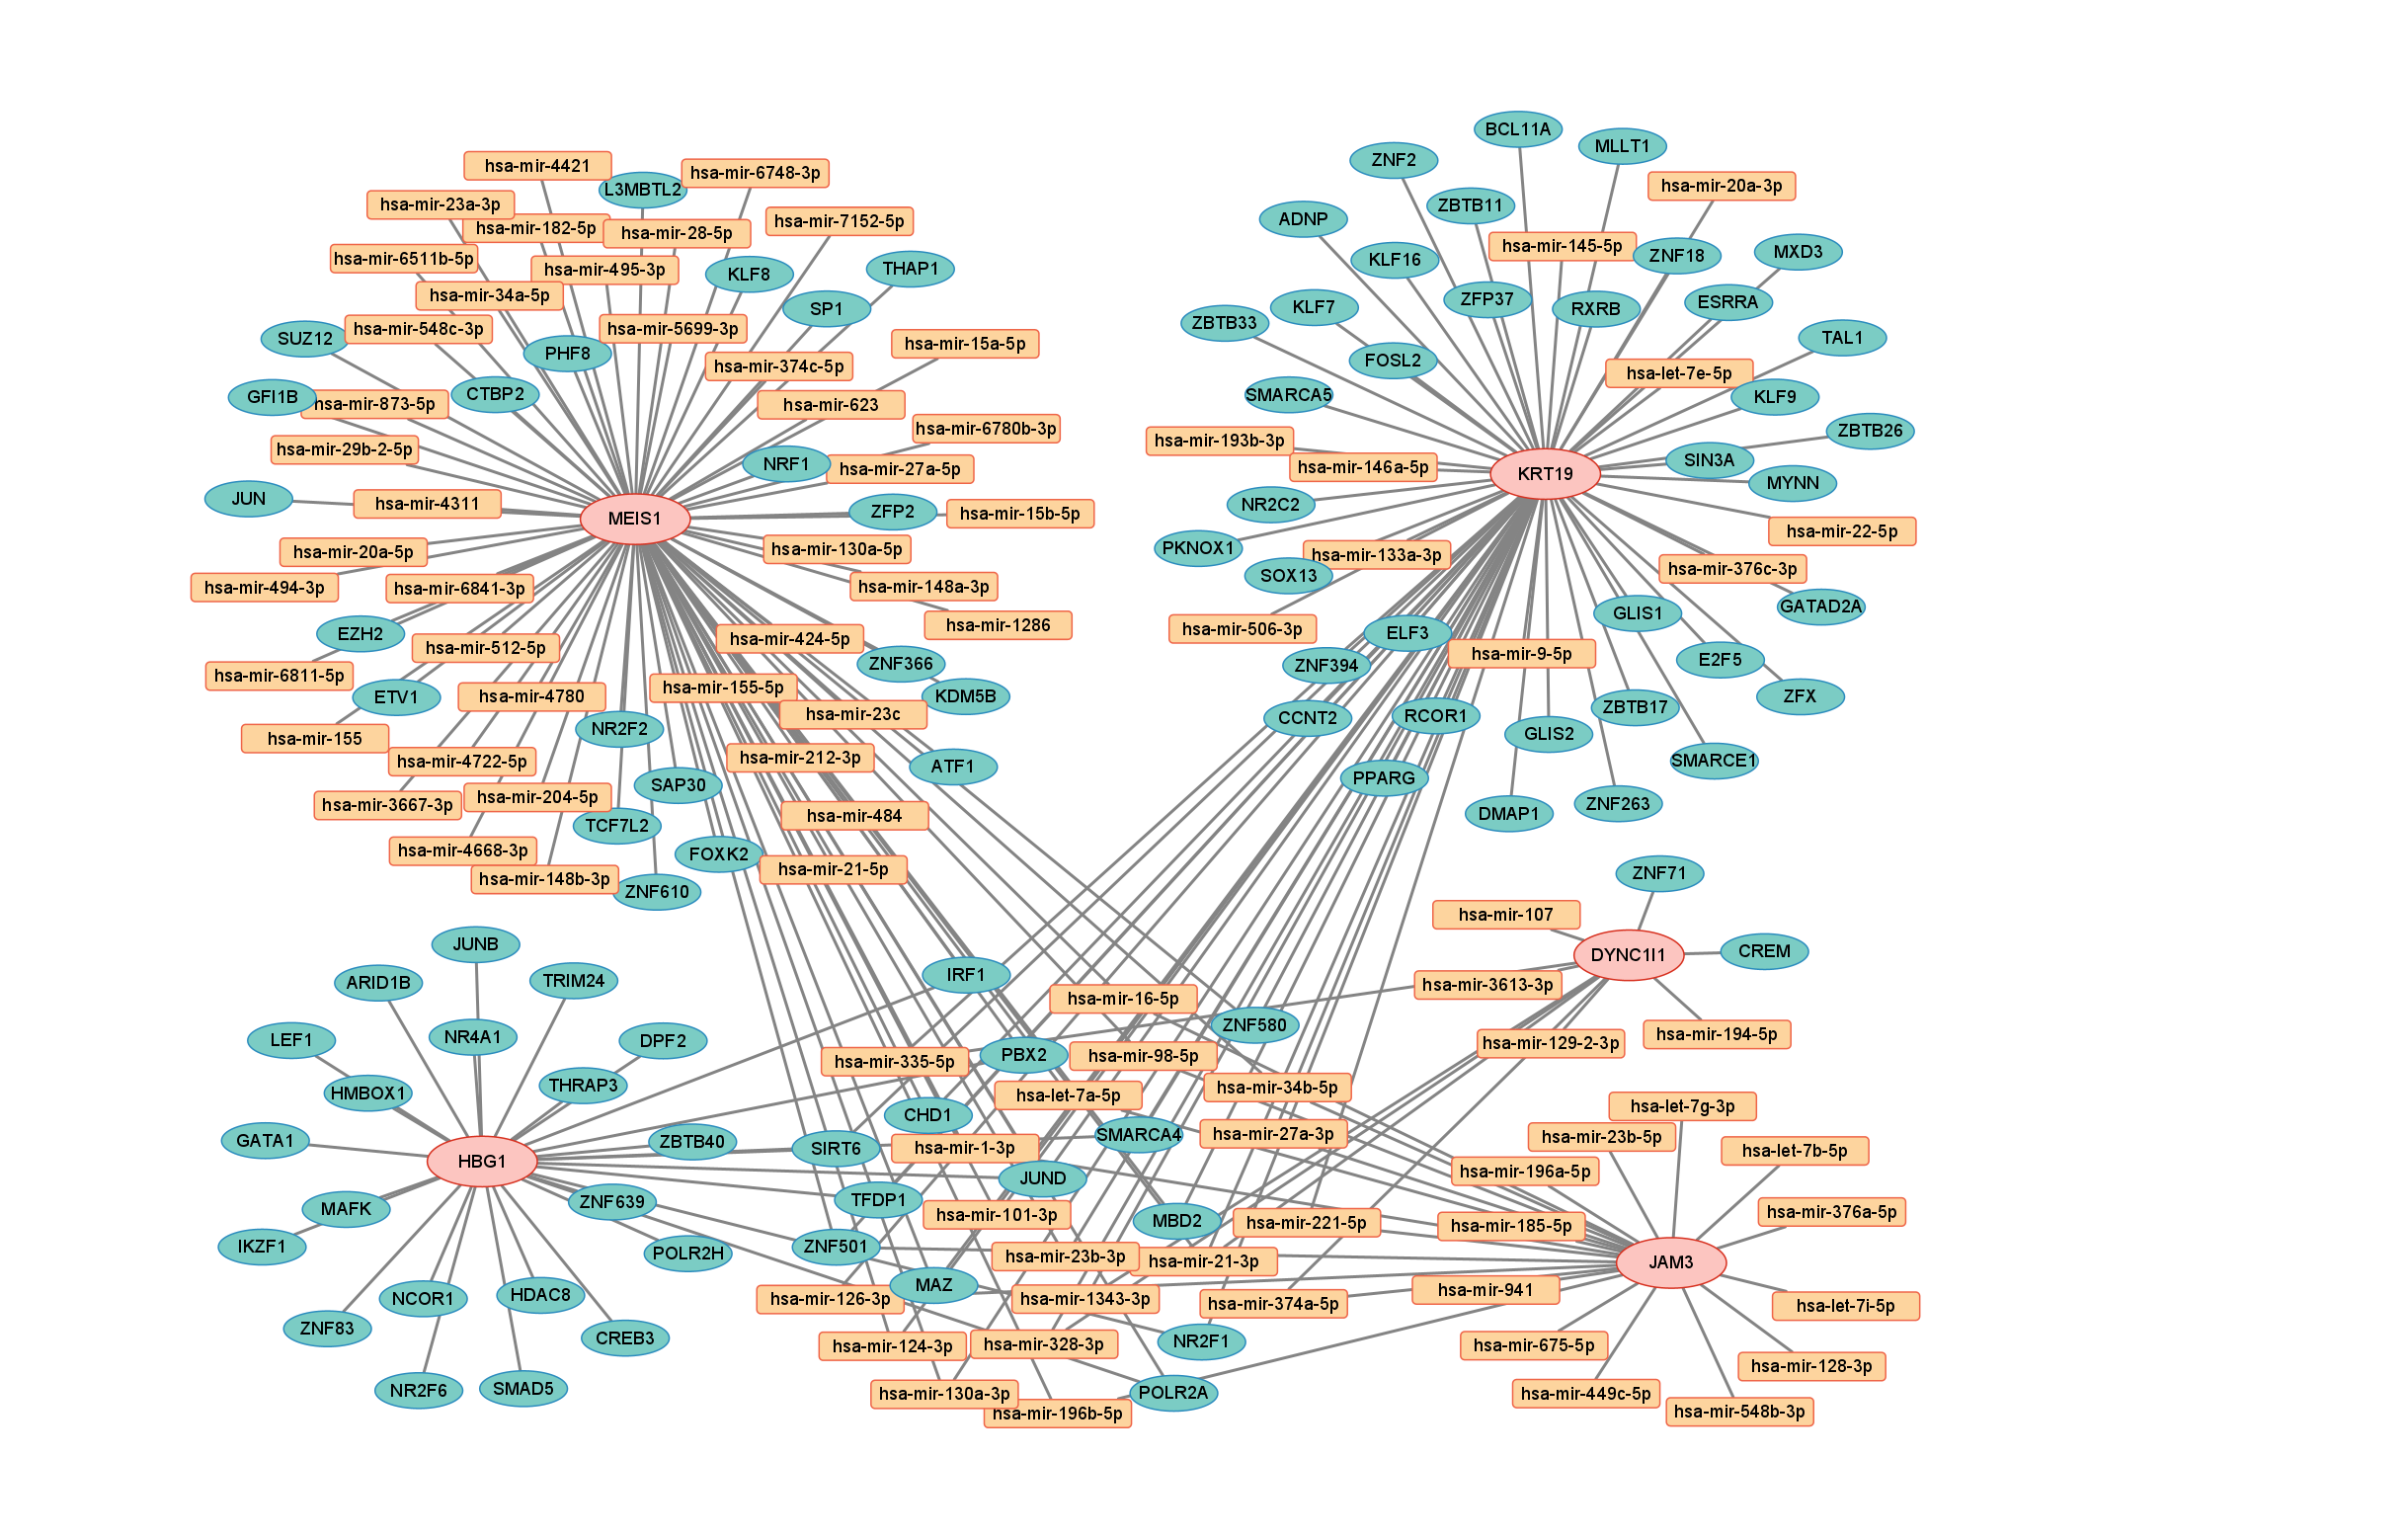 BCL11A
MLLT1
ZNF2
hsa-mir-4421
hsa-mir-6748-3p
L3MBTL2
hsa-mir-20a-3p
hsa-mir-23a-3p
ZBTB11
ADNP
hsa-mir-7152-5p
hsa-mir-182-5p
hsa-mir-28-5p
hsa-mir-145-5p
MXD3
ZNF18
hsa-mir-6511b-5p
KLF16
THAP1
hsa-mir-495-3p
KLF8
hsa-mir-34a-5p
ZFP37
ESRRA
KLF7
SP1
RXRB
ZBTB33
hsa-mir-548c-3p
hsa-mir-5699-3p
SUZ12
TAL1
hsa-mir-15a-5p
PHF8
FOSL2
hsa-mir-374c-5p
hsa-let-7e-5p
CTBP2
SMARCA5
GFI1B
KLF9
hsa-mir-873-5p
hsa-mir-623
hsa-mir-6780b-3p
ZBTB26
hsa-mir-193b-3p
hsa-mir-29b-2-5p
SIN3A
NRF1
hsa-mir-27a-5p
hsa-mir-146a-5p
KRT19
MYNN
JUN
hsa-mir-4311
NR2C2
ZFP2
hsa-mir-15b-5p
MEIS1
hsa-mir-22-5p
PKNOX1
hsa-mir-130a-5p
hsa-mir-20a-5p
hsa-mir-133a-3p
hsa-mir-376c-3p
SOX13
hsa-mir-494-3p
hsa-mir-6841-3p
hsa-mir-148a-3p
GATAD2A
GLIS1
hsa-mir-1286
hsa-mir-506-3p
EZH2
ELF3
hsa-mir-424-5p
hsa-mir-512-5p
hsa-mir-9-5p
E2F5
ZNF366
ZNF394
hsa-mir-6811-5p
hsa-mir-155-5p
ETV1
hsa-mir-4780
KDM5B
ZFX
ZBTB17
hsa-mir-23c
RCOR1
CCNT2
NR2F2
GLIS2
hsa-mir-155
hsa-mir-212-3p
hsa-mir-4722-5p
SMARCE1
ATF1
PPARG
SAP30
hsa-mir-204-5p
hsa-mir-3667-3p
ZNF263
DMAP1
hsa-mir-484
TCF7L2
hsa-mir-4668-3p
FOXK2
hsa-mir-21-5p
ZNF71
hsa-mir-148b-3p
ZNF610
hsa-mir-107
JUNB
CREM
DYNC1I1
IRF1
TRIM24
ARID1B
hsa-mir-3613-3p
hsa-mir-16-5p
ZNF580
hsa-mir-194-5p
NR4A1
LEF1
DPF2
hsa-mir-129-2-3p
PBX2
hsa-mir-98-5p
hsa-mir-335-5p
THRAP3
hsa-mir-34b-5p
HMBOX1
hsa-let-7a-5p
hsa-let-7g-3p
CHD1
hsa-mir-27a-3p
SMARCA4
hsa-mir-23b-5p
GATA1
ZBTB40
SIRT6
hsa-mir-1-3p
hsa-let-7b-5p
HBG1
hsa-mir-196a-5p
JUND
TFDP1
ZNF639
MAFK
hsa-mir-376a-5p
hsa-mir-101-3p
MBD2
hsa-mir-221-5p
hsa-mir-185-5p
IKZF1
ZNF501
POLR2H
hsa-mir-23b-3p
hsa-mir-21-3p
JAM3
MAZ
hsa-mir-941
HDAC8
NCOR1
hsa-mir-126-3p
hsa-mir-1343-3p
hsa-mir-374a-5p
hsa-let-7i-5p
ZNF83
CREB3
NR2F1
hsa-mir-124-3p
hsa-mir-328-3p
hsa-mir-675-5p
hsa-mir-128-3p
SMAD5
NR2F6
hsa-mir-130a-3p
POLR2A
hsa-mir-449c-5p
hsa-mir-196b-5p
hsa-mir-548b-3p